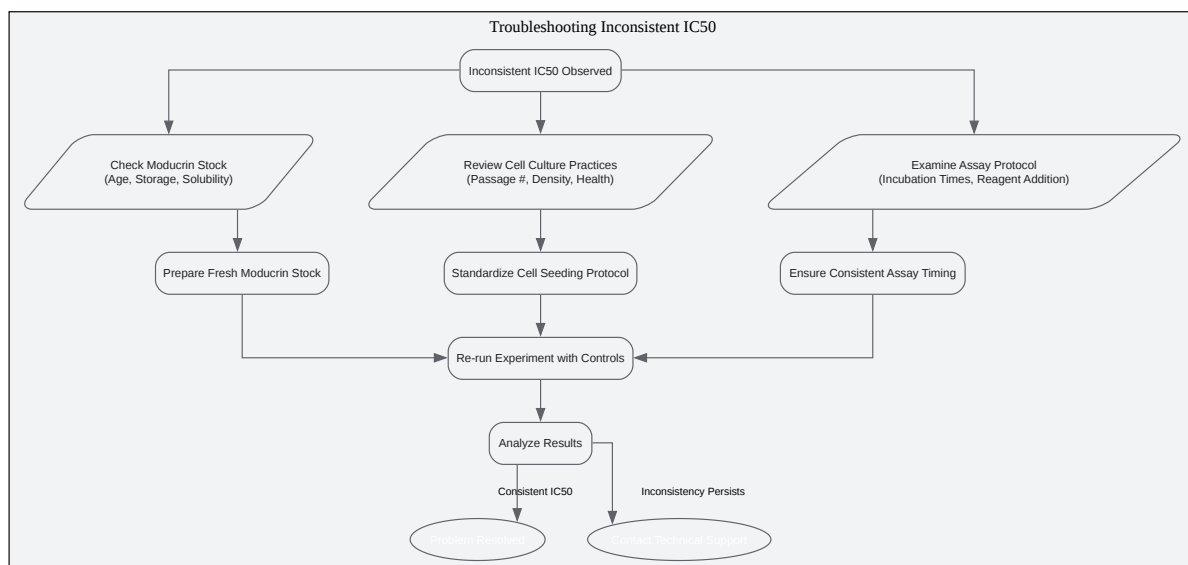 Troubleshooting Inconsistent IC50
Inconsistent IC50 Observed
Check Moducrin Stock
(Age, Storage, Solubility)
Review Cell Culture Practices
(Passage #, Density, Health)
Examine Assay Protocol
(Incubation Times, Reagent Addition)
Prepare Fresh Moducrin Stock
Standardize Cell Seeding Protocol
Ensure Consistent Assay Timing
Re-run Experiment with Controls
Analyze Results
Consistent IC50
Inconsistency Persists
Problem Resolved
Contact Technical Support